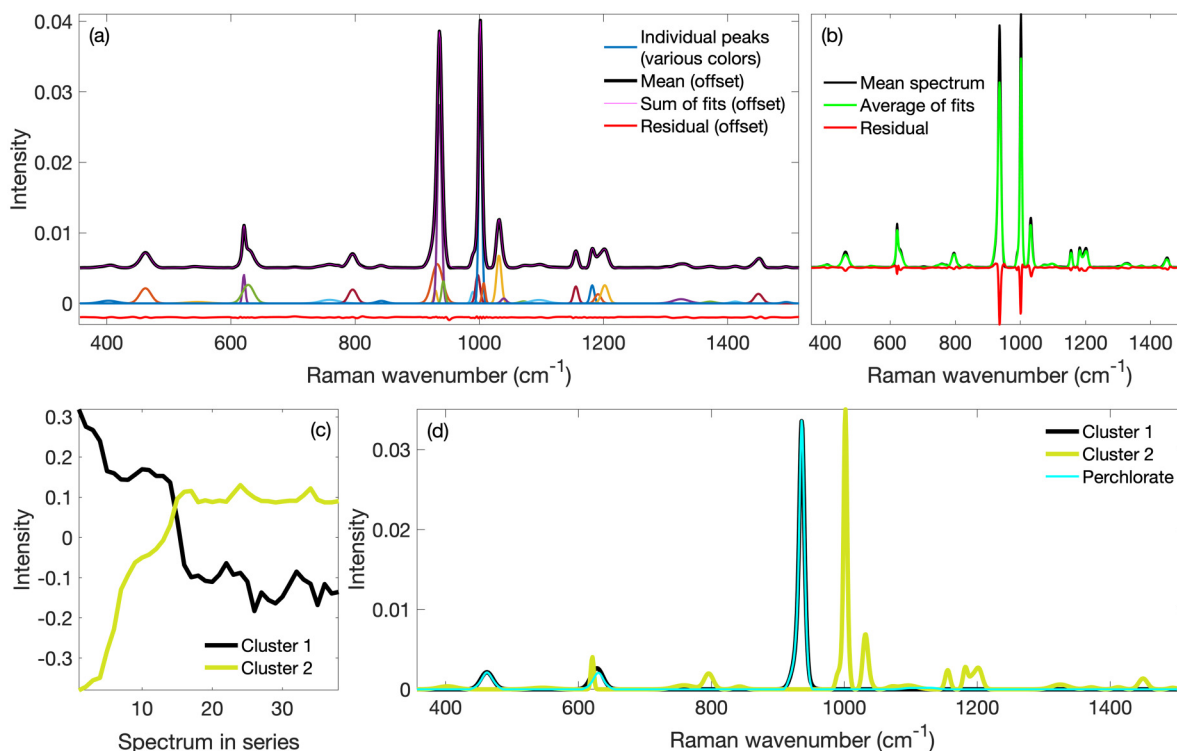 (a)
Individual peaks
(various colors)
Mean (offset)
Sum of fits (offset)
Residual (offset)
0.04
0.03
0.02
0.01
0
Intensity
400 600 800 1000 1200 1400
Raman wavenumber (cm⁻¹)
(b)
Mean spectrum
Average of fits
Residual
400 600 800 1000 1200 1400
Raman wavenumber (cm⁻¹)
(c)
0.3
0.2
0.1
0
-0.1
-0.2
-0.3
Intensity
Cluster 1
Cluster 2
10 20 30
Spectrum in series
(d)
Cluster 1
Cluster 2
Perchlorate
0.03
0.02
0.01
0
Intensity
400 600 800 1000 1200 1400
Raman wavenumber (cm⁻¹)